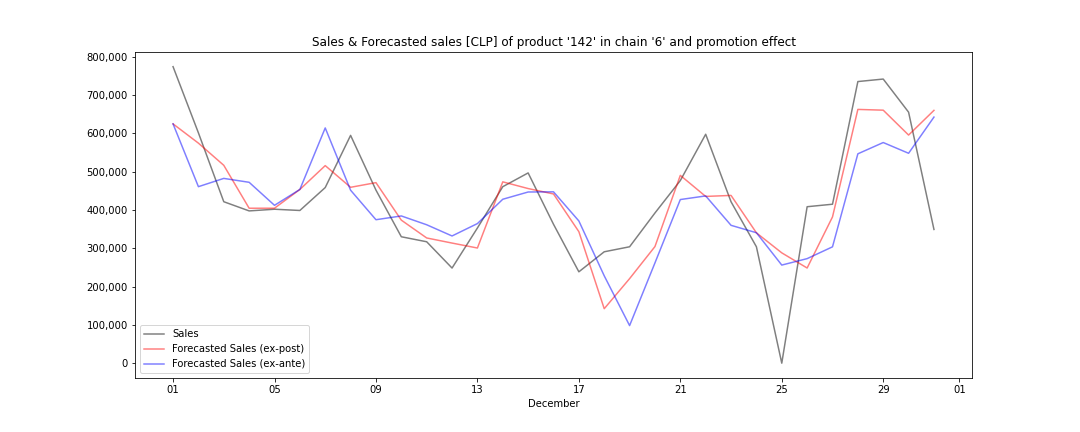 Sales & Forecasted sales [CLP] of product '142' in chain '6' and promotion effect
800,000
700,000
600,000
500,000
400,000
300,000
200,000
100,000
0
Sales
Forecasted Sales (ex-post)
Forecasted Sales (ex-ante)
01 05 09 13 17 21 25 29 01
December